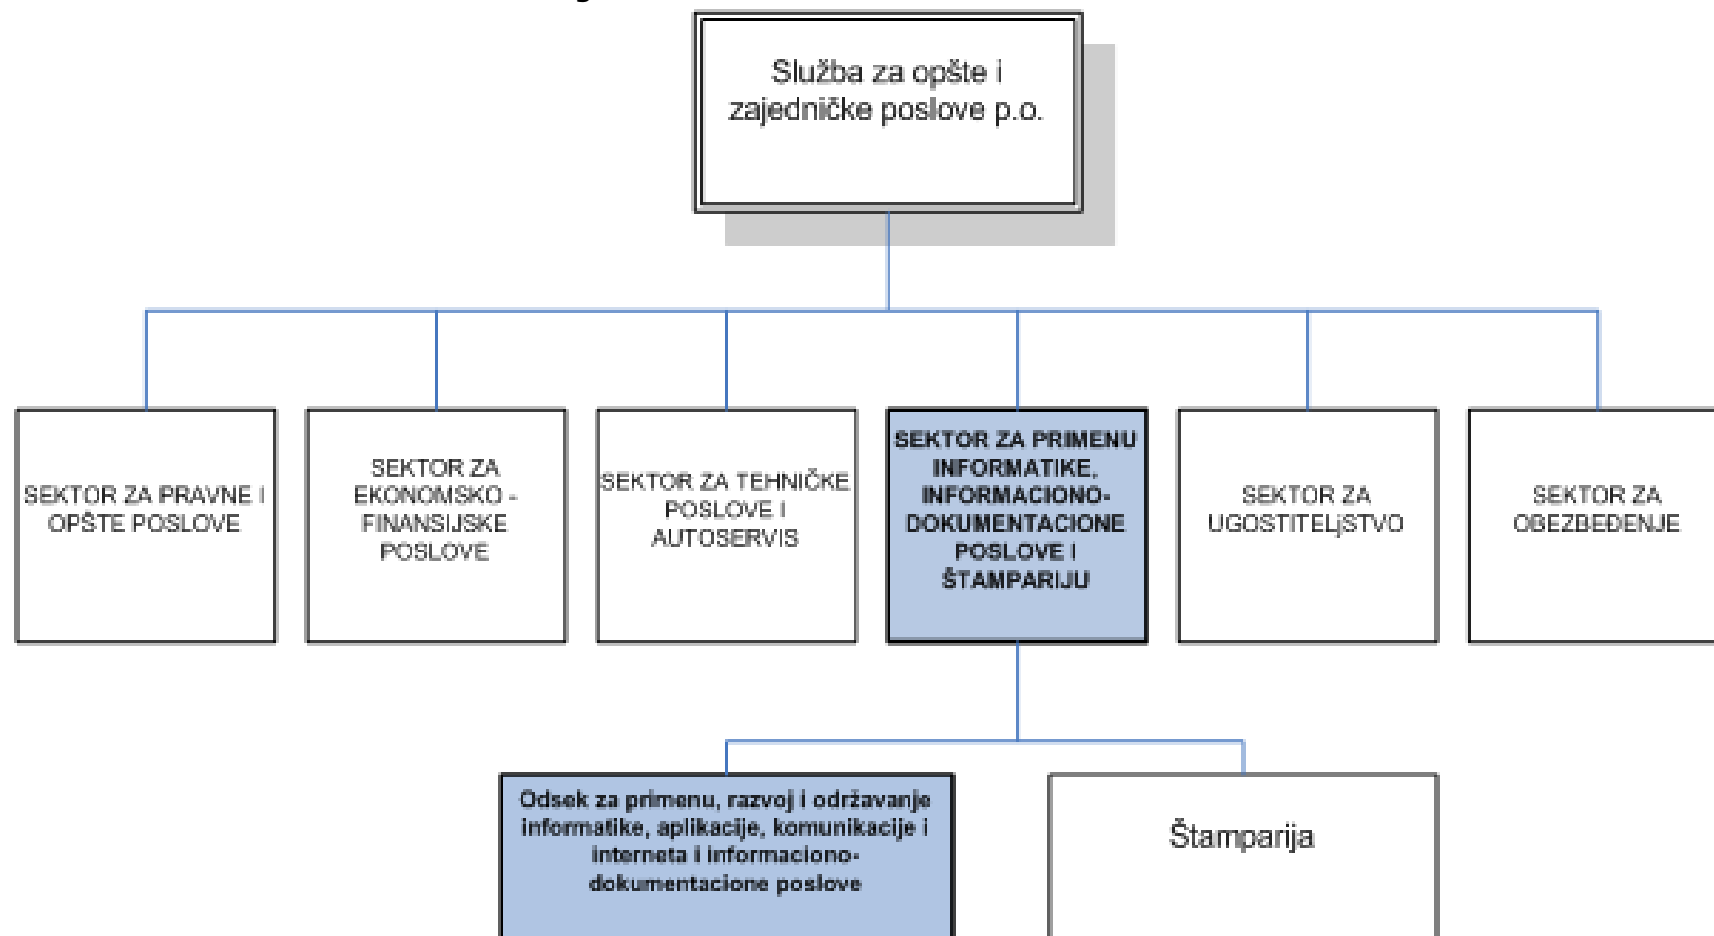 Služba za opšte i
zajedničke poslove p.o.
SEKTOR ZA PRAVNE I
OPŠTE POSLOVE
SEKTOR ZA
EKONOMSKO -
FINANSIJSKE
POSLOVE
SEKTOR ZA TEHNIČKE
POSLOVE I
AUTOSERVIS
SEKTOR ZA PRIMENU
INFORMATIKE,
INFORMACIONO-
DOKUMENTACIONE
POSLOVE I
ŠTAMPARIJU
SEKTOR ZA
UGOSTITELjSTVO
SEKTOR ZA
OBEZBEĐENJE
Odsek za primenu, razvoj i održavanje
informatike, aplikacije, komunikacije i
interneta i informaciono-
dokumentacione poslove
Štamparija